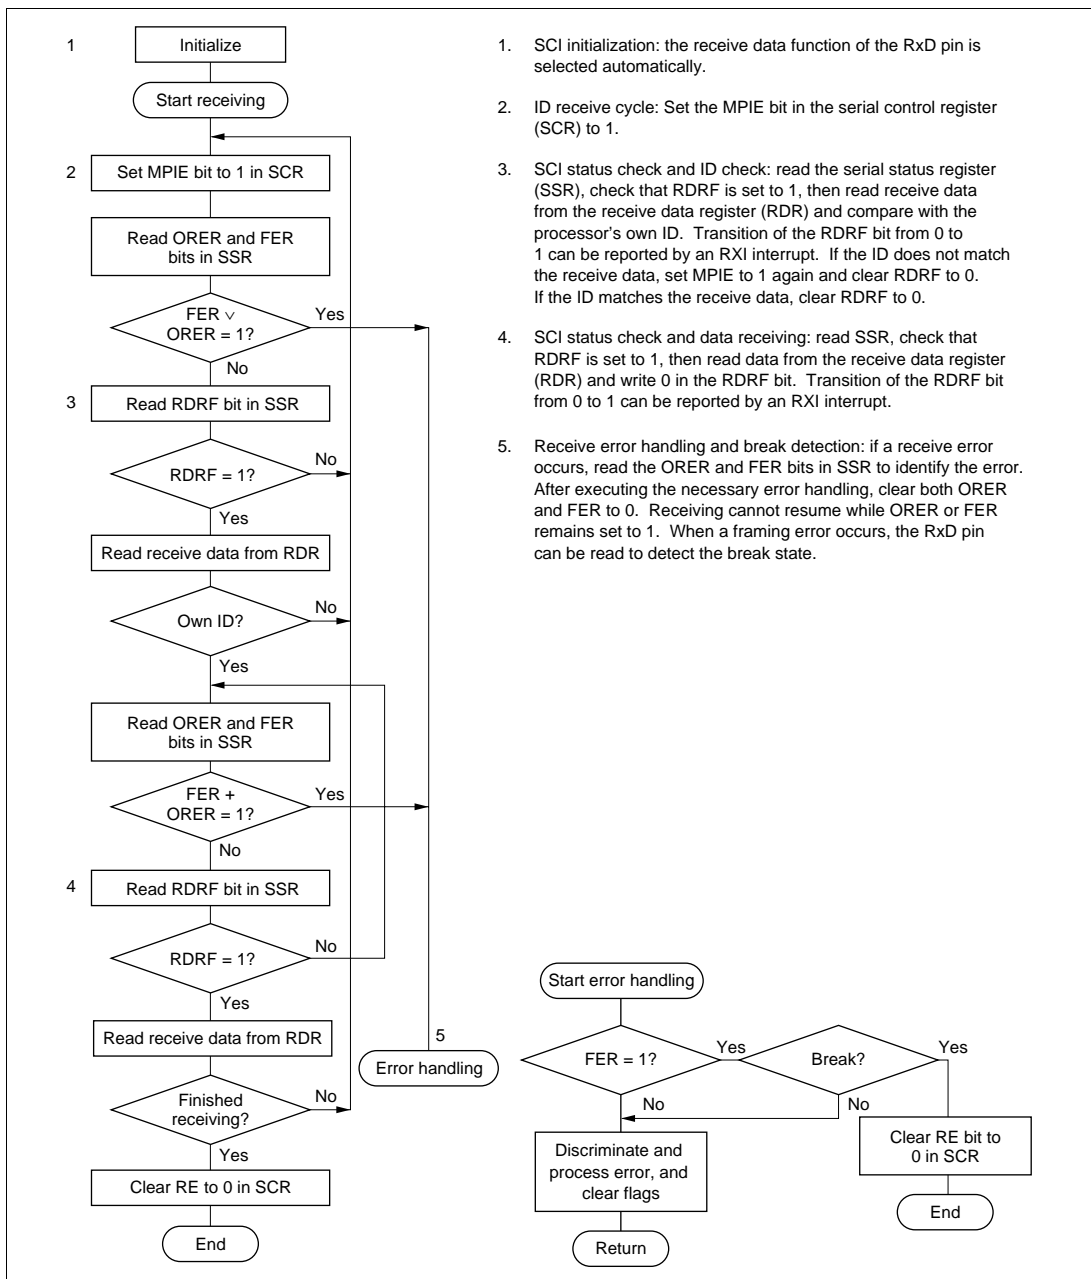 1
Initialize
Start receiving
2
Set MPIE bit to 1 in SCR
Read ORER and FER
bits in SSR
FER ∨
ORER = 1?
Yes
No
3
Read RDRF bit in SSR
RDRF = 1?
No
Yes
Read receive data from RDR
Own ID?
No
Yes
Read ORER and FER
bits in SSR
FER +
ORER = 1?
Yes
No
4
Read RDRF bit in SSR
RDRF = 1?
No
Yes
Read receive data from RDR
Finished
receiving?
No
Yes
Clear RE to 0 in SCR
End
5
Error handling
1. SCI initialization: the receive data function of the RxD pin is
selected automatically.
2. ID receive cycle: Set the MPIE bit in the serial control register
(SCR) to 1.
3. SCI status check and ID check: read the serial status register
(SSR), check that RDRF is set to 1, then read receive data
from the receive data register (RDR) and compare with the
processor's own ID. Transition of the RDRF bit from 0 to
1 can be reported by an RXI interrupt. If the ID does not match
the receive data, set MPIE to 1 again and clear RDRF to 0.
If the ID matches the receive data, clear RDRF to 0.
4. SCI status check and data receiving: read SSR, check that
RDRF is set to 1, then read data from the receive data register
(RDR) and write 0 in the RDRF bit. Transition of the RDRF bit
from 0 to 1 can be reported by an RXI interrupt.
5. Receive error handling and break detection: if a receive error
occurs, read the ORER and FER bits in SSR to identify the error.
After executing the necessary error handling, clear both ORER
and FER to 0. Receiving cannot resume while ORER or FER
remains set to 1. When a framing error occurs, the RxD pin
can be read to detect the break state.
Start error handling
FER = 1?
Yes
No
Break?
Yes
No
Discriminate and
process error, and
clear flags
Return
Clear RE bit to
0 in SCR
End